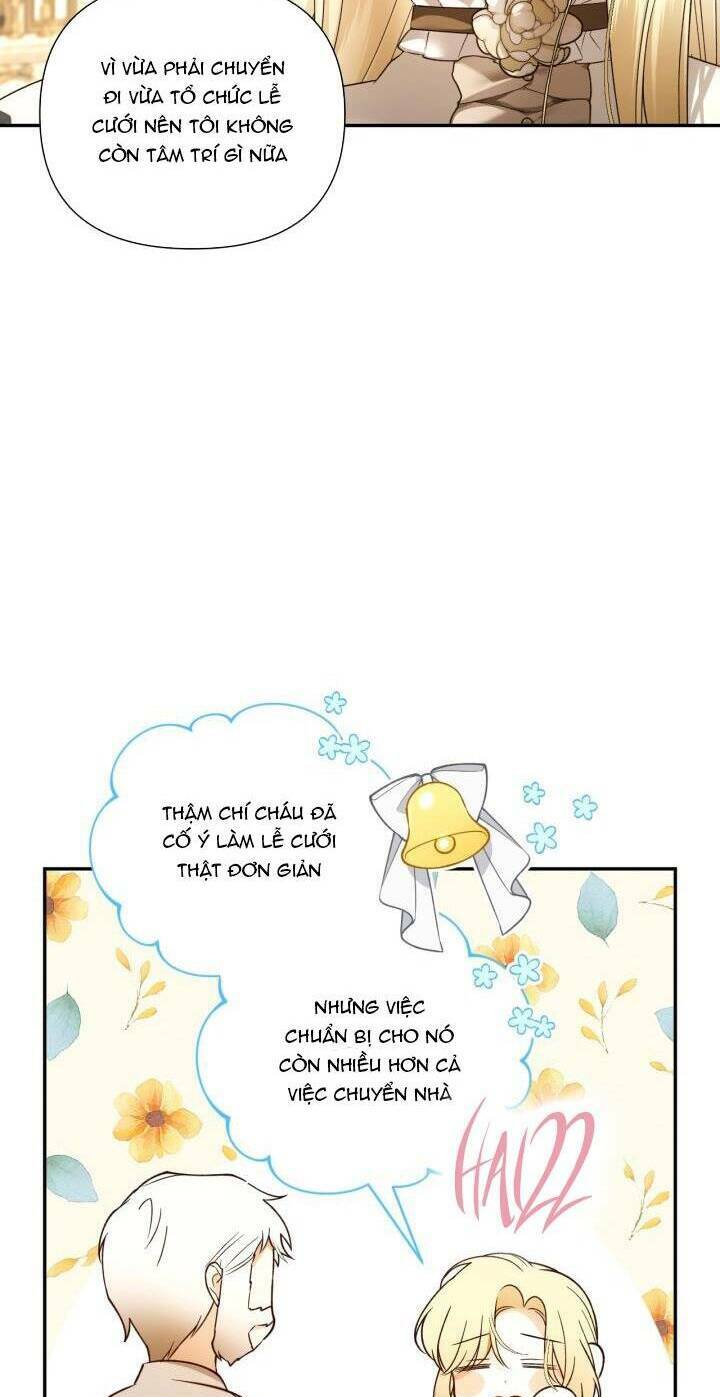 VÌ VỪA PHẢI CHUYỂN
ĐI VỪA TỔ CHỨC LỄ
CƯỚI NÊN TÔI KHÔNG
CÒN TÂM TRÍ GÌ NỮA
THẬM CHÍ CHÁU ĐÃ
CỐ Ý LÀM LỄ CƯỚI
THẬT ĐƠN GIẢN
NHƯNG VIỆC
CHUẨN BỊ CHO NÓ
CÒN NHIỀU HƠN CẢ
VIỆC CHUYỂN NHÀ
HAIZZ